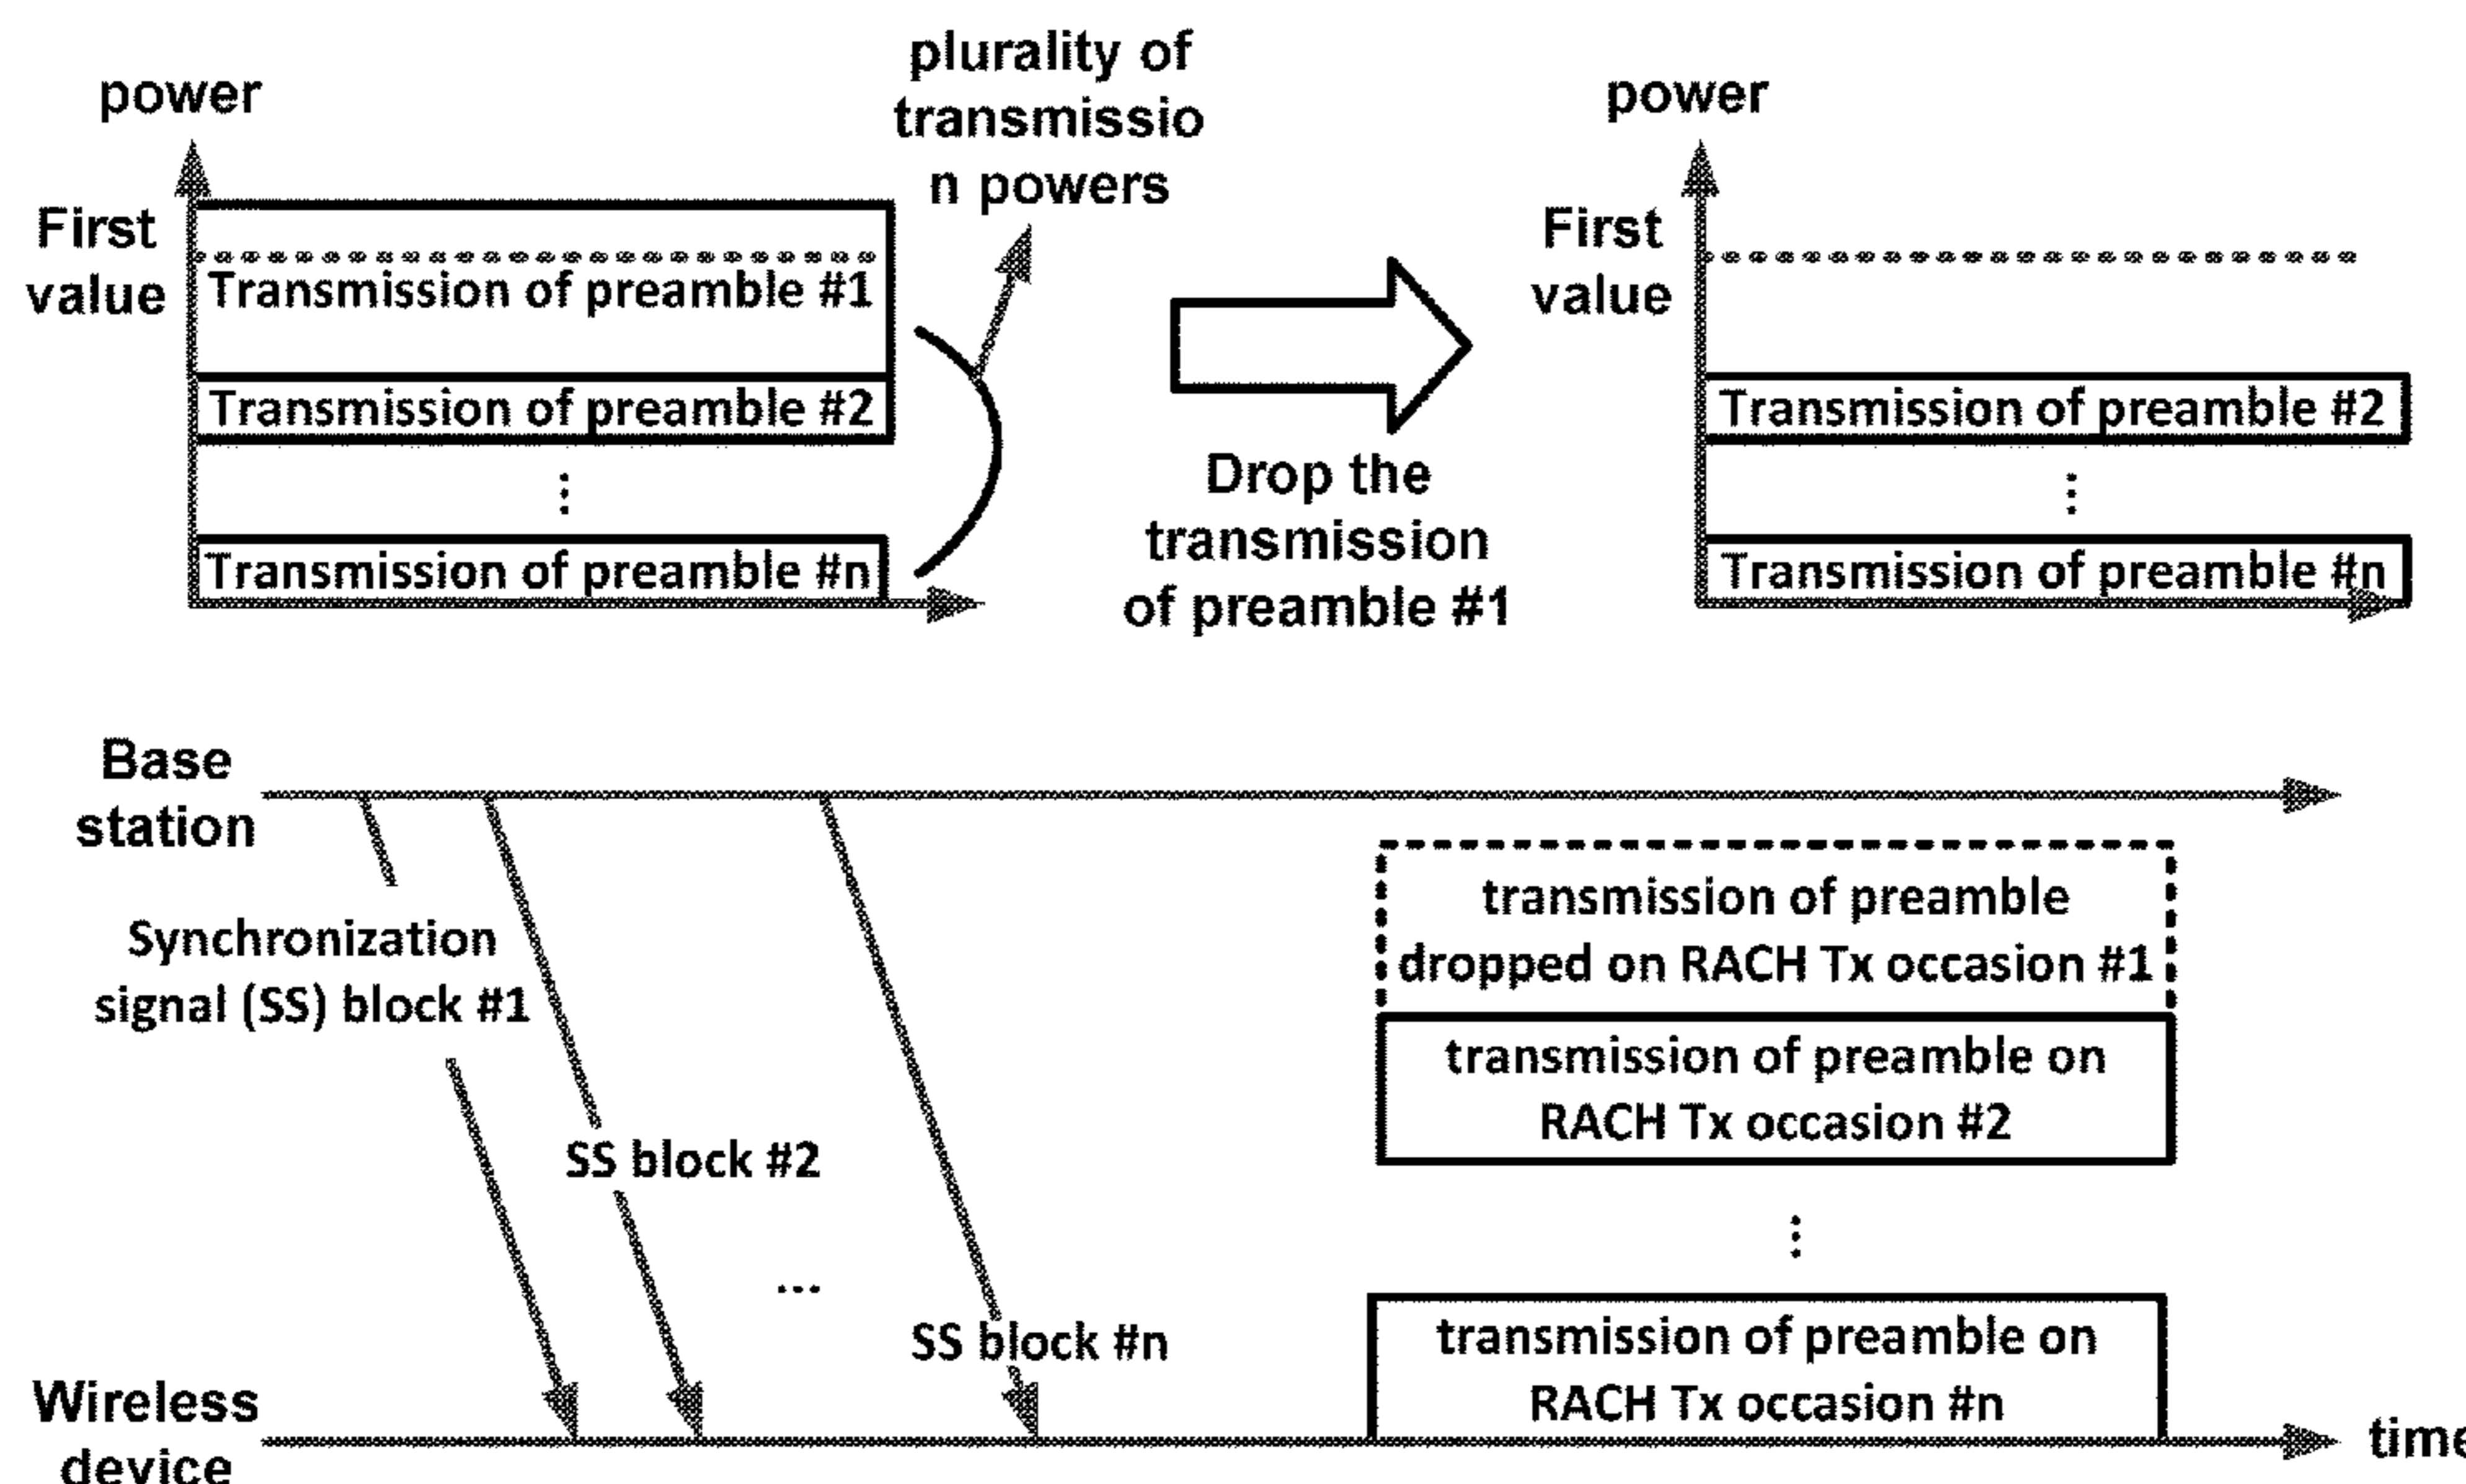 plurality of
transmissio
n powers
power
First
value
Transmission of preamble #1
Transmission of preamble #2
⋮
Transmission of preamble #n
Drop the
transmission
of preamble #1
power
First
value
Transmission of preamble #2
⋮
Transmission of preamble #n
Base
station
Synchronization
signal (SS) block #1
SS block #2
...
SS block #n
transmission of preamble
dropped on RACH Tx occasion #1
transmission of preamble on
RACH Tx occasion #2
⋮
transmission of preamble on
RACH Tx occasion #n
Wireless
device
time